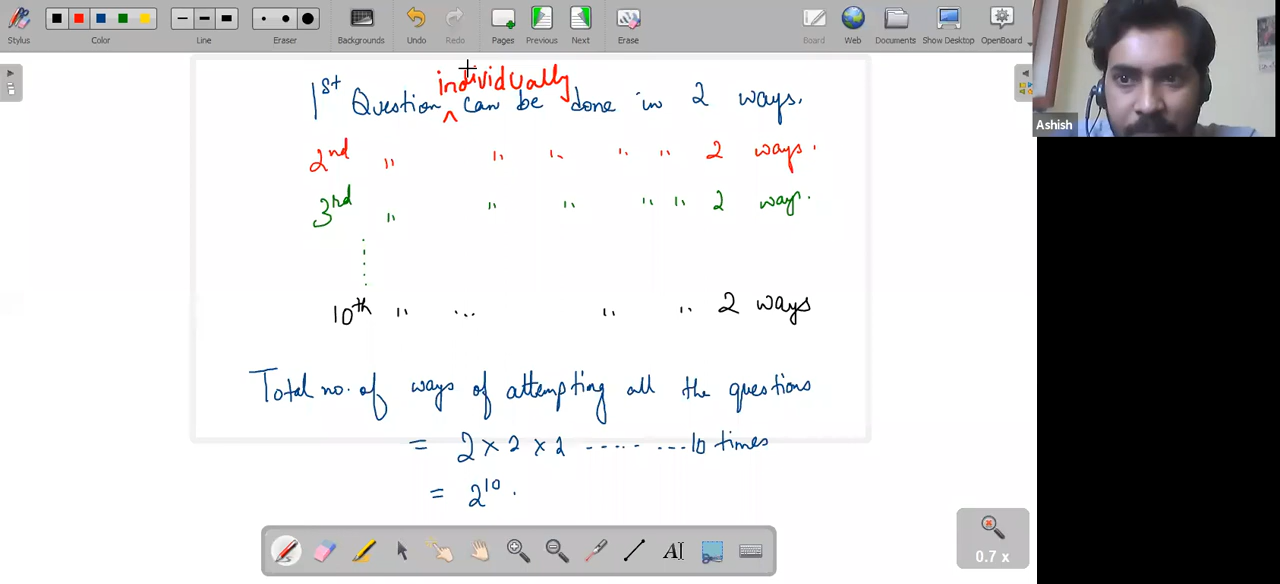 Stylus
Color
Line
Eraser
Backgrounds
Undo
Redo
Pages
Previous
Next
Erase
Board
Web
Documents
Show Desktop
OpenBoard
individually
1st Question ^ can be done in 2 ways.
2nd " " " " " 2 ways.
3rd " " " " " 2 ways.
10th " ... " " 2 ways
Total no. of ways of attempting all the questions
= 2 × 2 × 2 ......... 10 times
= 2^10.
Ashish
0.7 x